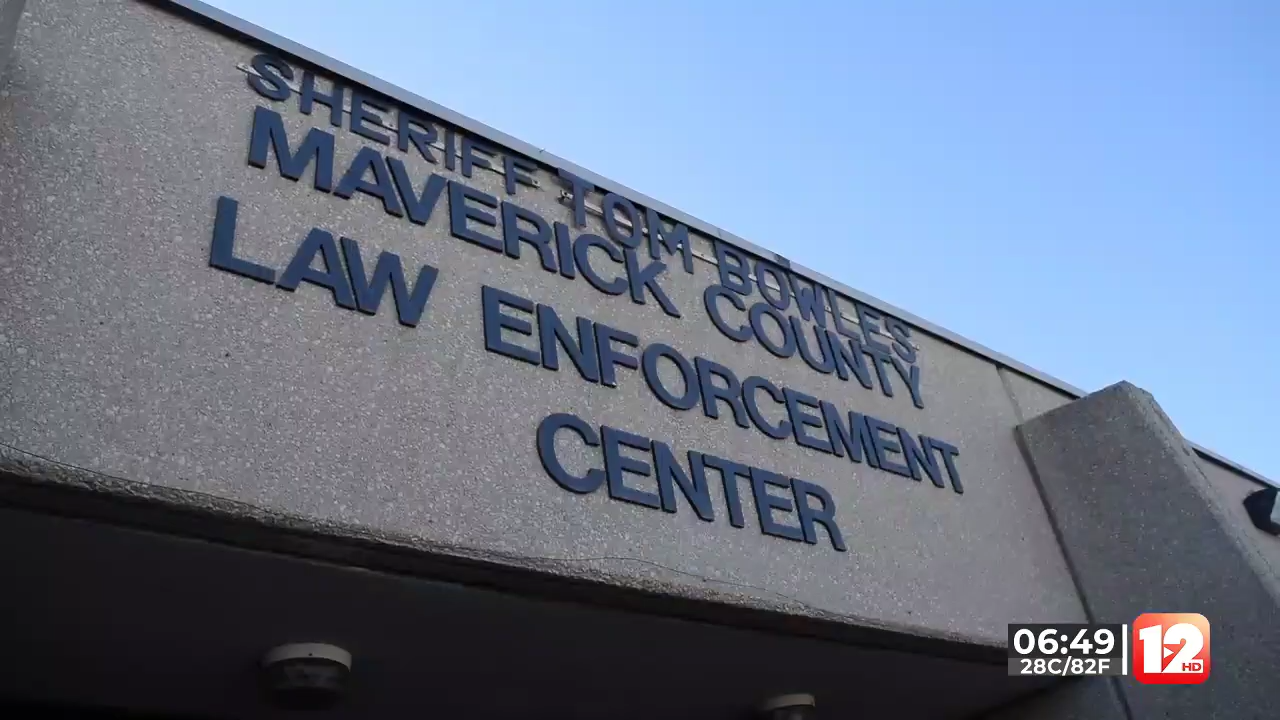 SHERIFF TOM BOWLES
MAVERICK COUNTY
LAW ENFORCEMENT
CENTER
06:49
28C/82F
12
HD